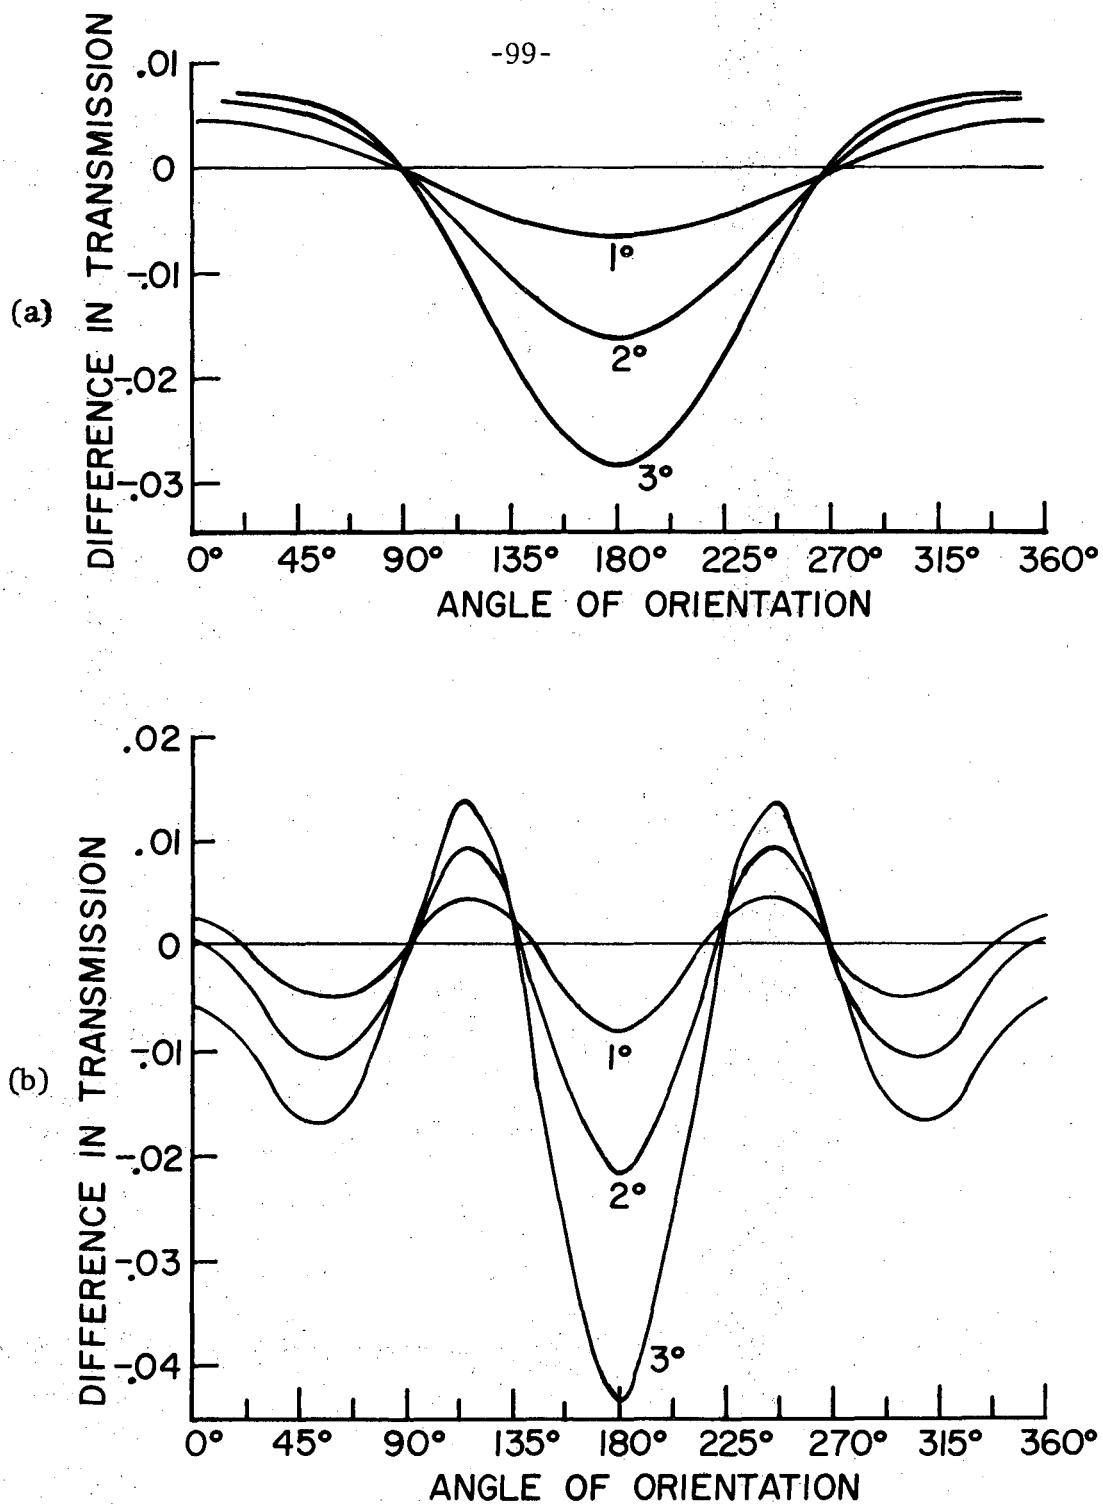 -99-
(a)
DIFFERENCE IN TRANSMISSION
.01
0
-.01
-.02
-.03
1°
2°
3°
0° 45° 90° 135° 180° 225° 270° 315° 360°
ANGLE OF ORIENTATION
(b)
DIFFERENCE IN TRANSMISSION
.02
.01
0
-.01
-.02
-.03
-.04
1°
2°
3°
0° 45° 90° 135° 180° 225° 270° 315° 360°
ANGLE OF ORIENTATION